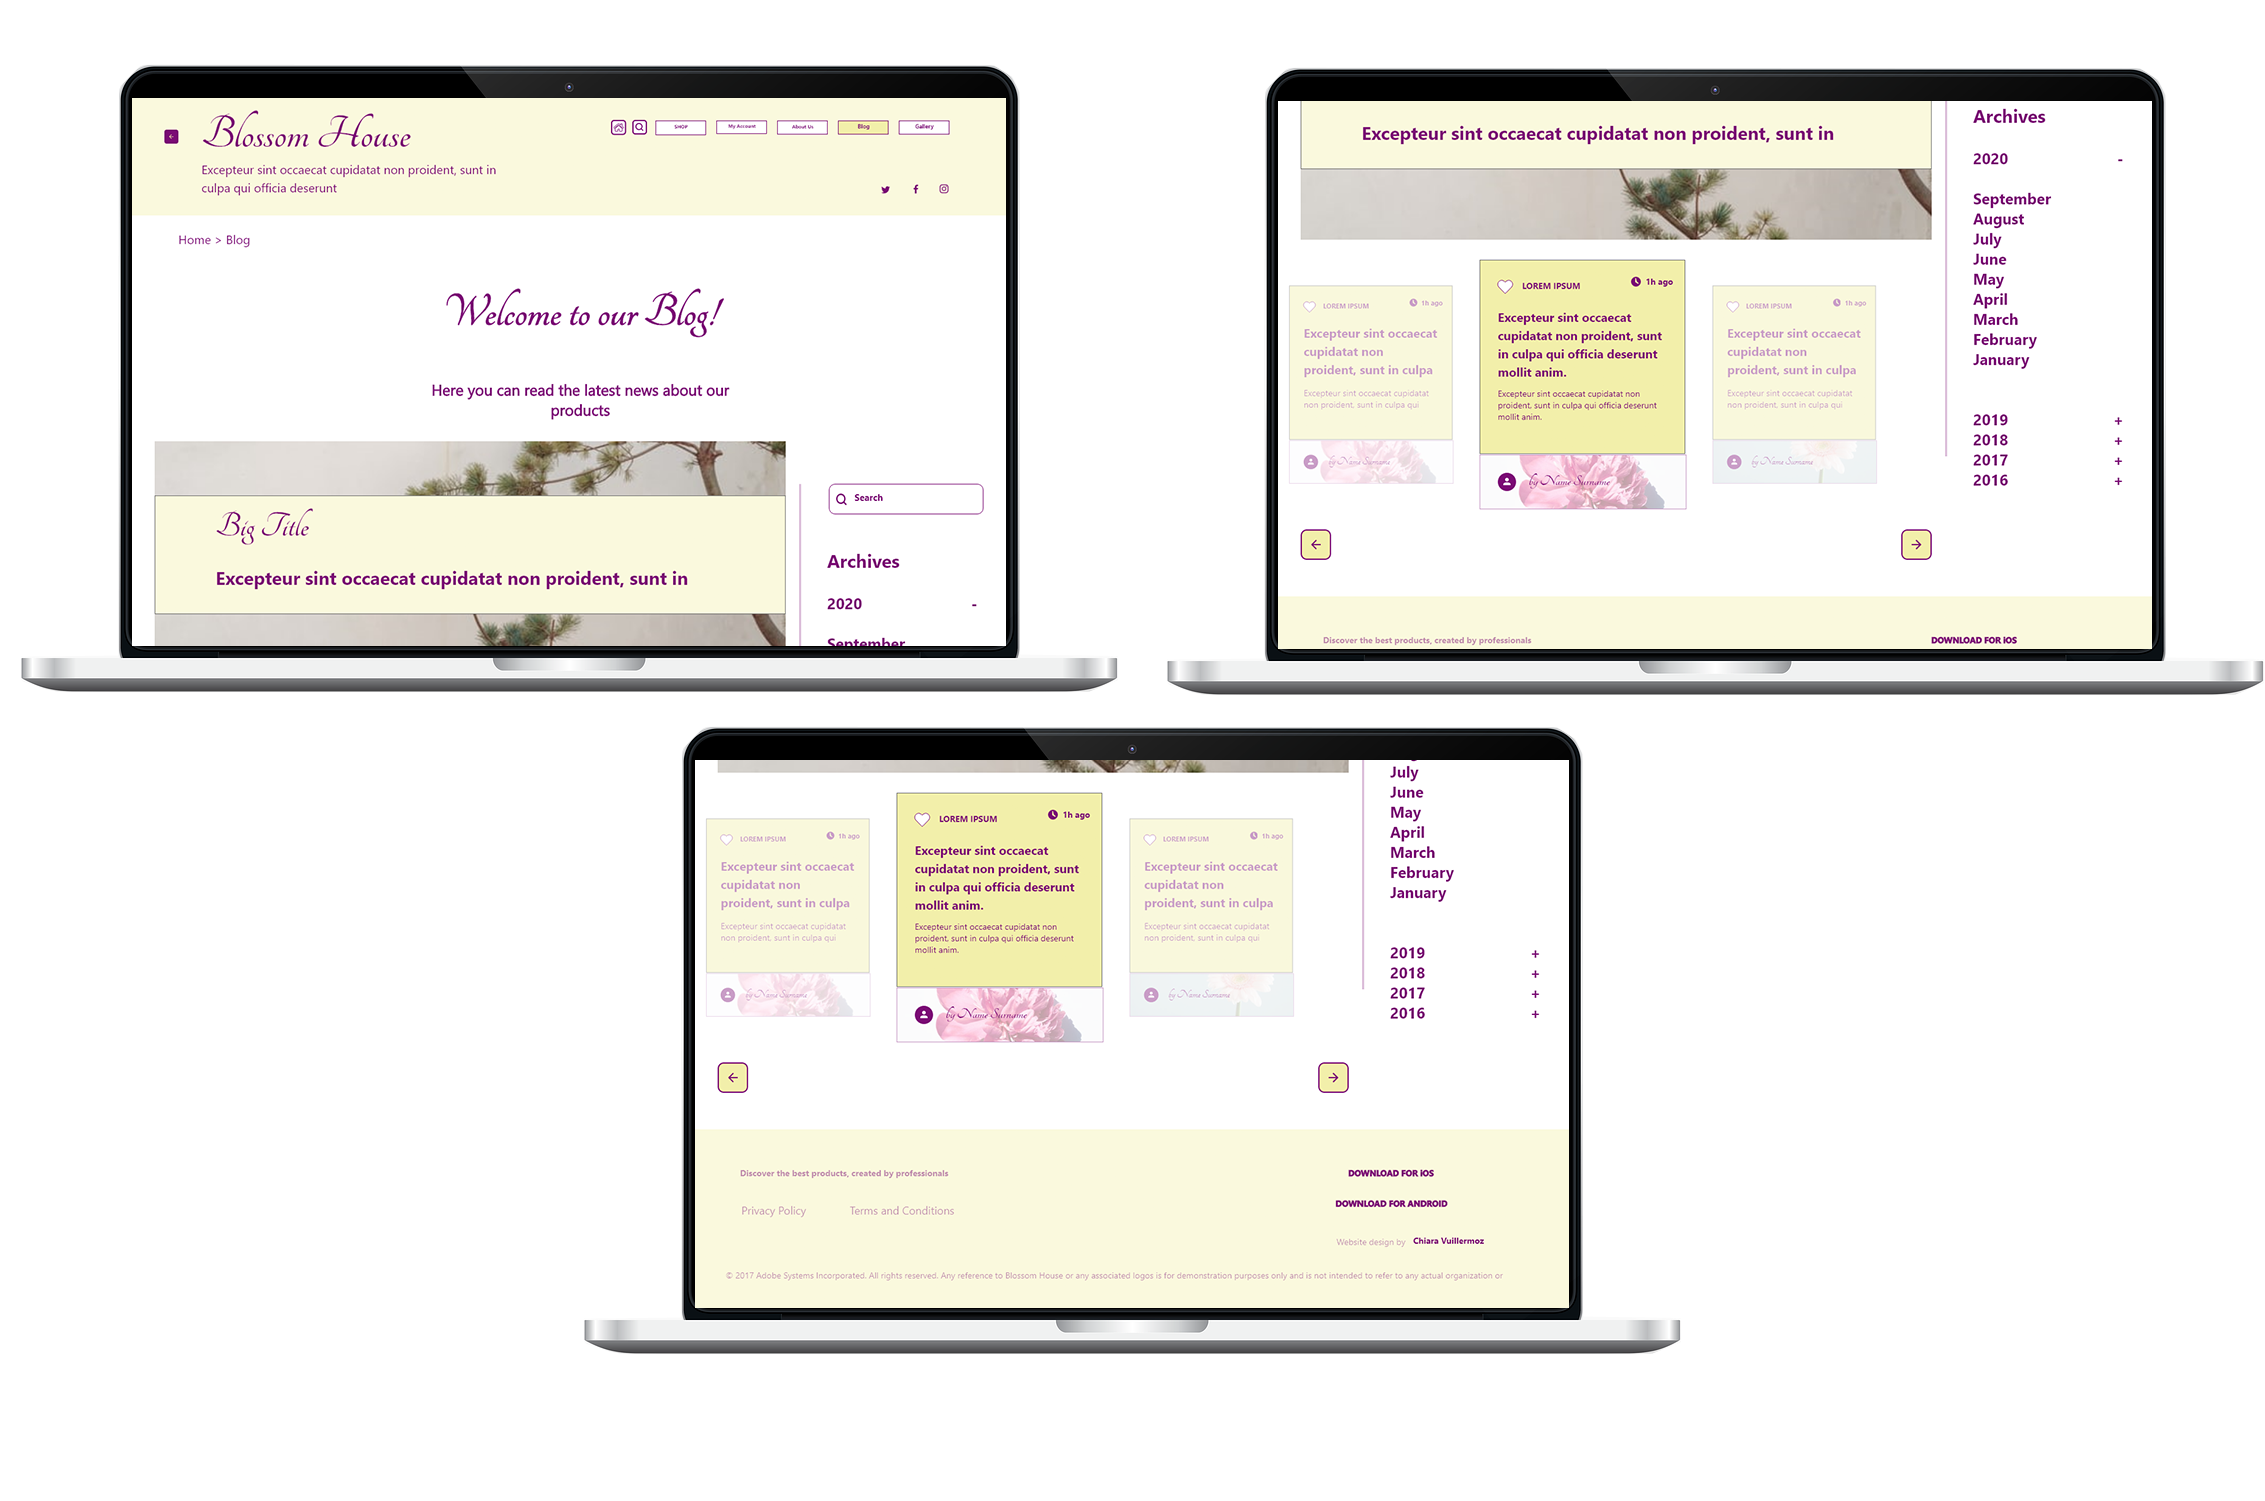 Blossom House
Excepteur sint occaecat cupidatat non proident, sunt in
culpa qui officia deserunt
SHOP
My Account
About Us
Blog
Gallery
Home > Blog
Welcome to our Blog!
Here you can read the latest news about our
products
Big Title
Excepteur sint occaecat cupidatat non proident, sunt in
Search
Archives
2020 -
September
Excepteur sint occaecat cupidatat non proident, sunt in
LOREM IPSUM 1h ago
Excepteur sint occaecat
cupidatat non
proident, sunt in culpa
Excepteur sint occaecat cupidatat
non proident, sunt in culpa qui
by Name Surname
LOREM IPSUM 1h ago
Excepteur sint occaecat
cupidatat non proident, sunt
in culpa qui officia deserunt
mollit anim.
Excepteur sint occaecat cupidatat non
proident, sunt in culpa qui officia deserunt
mollit anim.
by Name Surname
LOREM IPSUM 1h ago
Excepteur sint occaecat
cupidatat non
proident, sunt in culpa
Excepteur sint occaecat cupidatat
non proident, sunt in culpa qui
by Name Surname
Archives
2020 -
September
August
July
June
May
April
March
February
January
2019 +
2018 +
2017 +
2016 +
Discover the best products, created by professionals
DOWNLOAD FOR iOS
LOREM IPSUM 1h ago
Excepteur sint occaecat
cupidatat non
proident, sunt in culpa
Excepteur sint occaecat cupidatat
non proident, sunt in culpa qui
by Name Surname
LOREM IPSUM 1h ago
Excepteur sint occaecat
cupidatat non proident, sunt
in culpa qui officia deserunt
mollit anim.
Excepteur sint occaecat cupidatat non
proident, sunt in culpa qui officia deserunt
mollit anim.
by Name Surname
LOREM IPSUM 1h ago
Excepteur sint occaecat
cupidatat non
proident, sunt in culpa
Excepteur sint occaecat cupidatat
non proident, sunt in culpa qui
by Name Surname
July
June
May
April
March
February
January
2019 +
2018 +
2017 +
2016 +
Discover the best products, created by professionals
Privacy Policy Terms and Conditions
DOWNLOAD FOR iOS
DOWNLOAD FOR ANDROID
Website design by Chiara Vuillermoz
© 2017 Adobe Systems Incorporated. All rights reserved. Any reference to Blossom House or any associated logos is for demonstration purposes only and is not intended to refer to any actual organization or